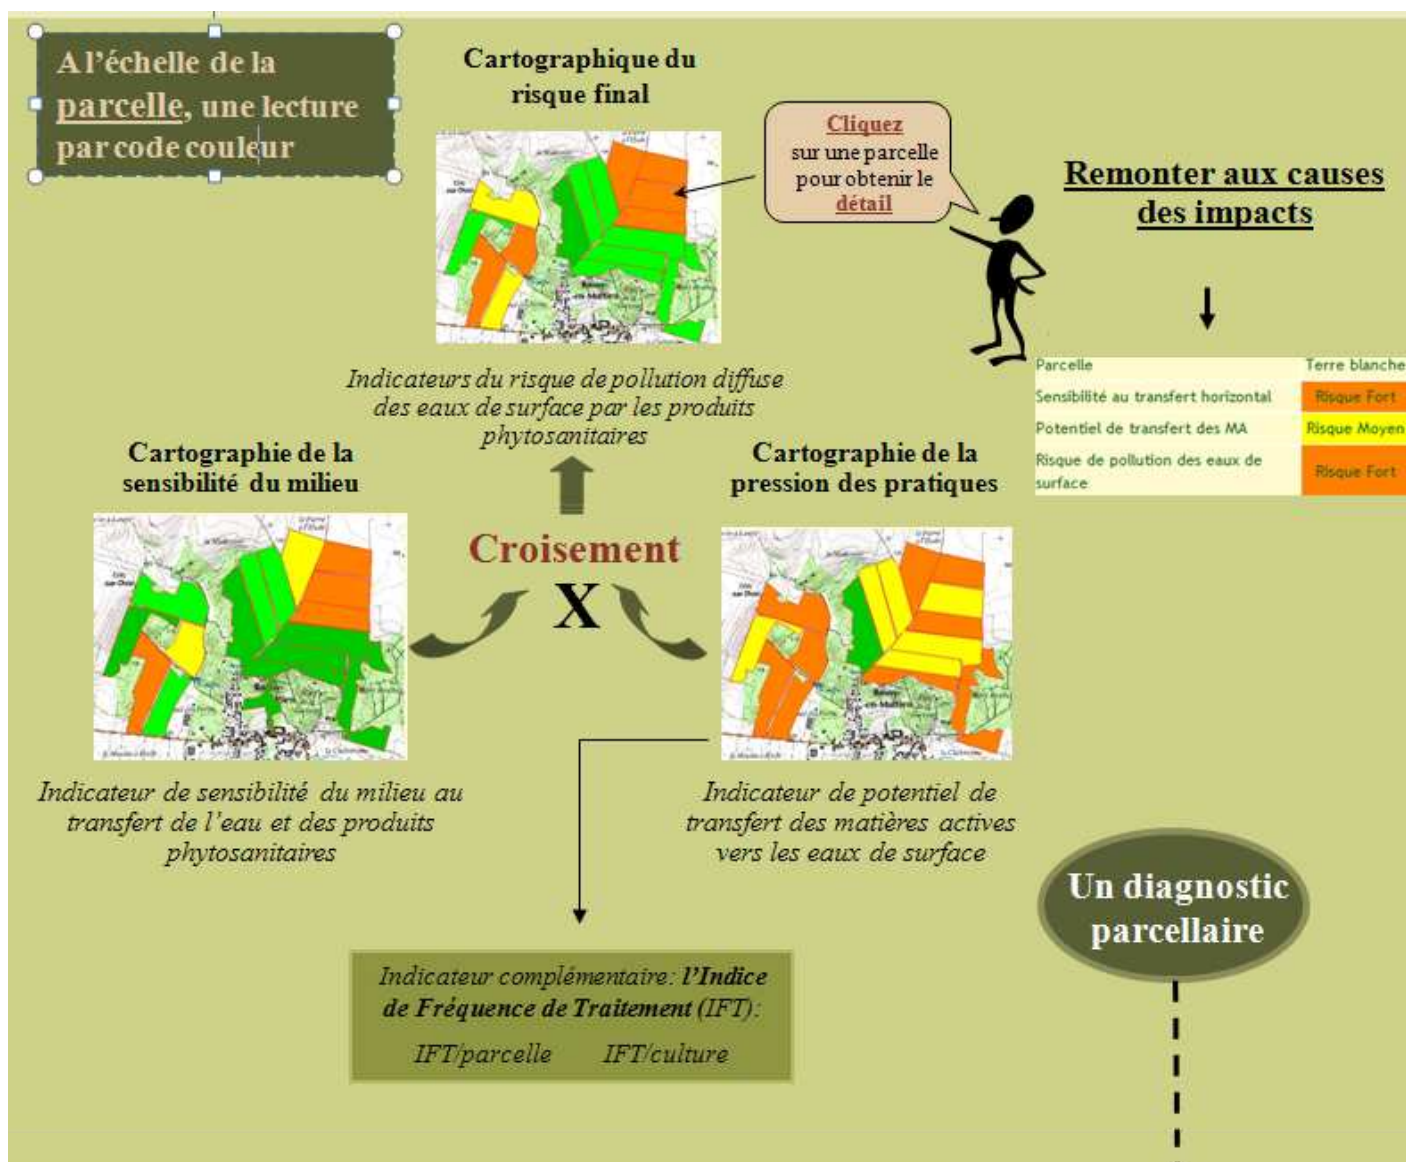 A l’échelle de la
parcelle, une lecture
par code couleur
Cartographique du
risque final
Cliquez
sur une parcelle
pour obtenir le
détail
Remonter aux causes
des impacts
Parcelle Terre blanche
Sensibilité au transfert horizontal Risque Fort
Potentiel de transfert des MA Risque Moyen
Risque de pollution des eaux de
surface Risque Fort
Indicateurs du risque de pollution diffuse
des eaux de surface par les produits
phytosanitaires
Cartographie de la
sensibilité du milieu
Cartographie de la
pression des pratiques
Croisement
X
Indicateur de sensibilité du milieu au
transfert de l’eau et des produits
phytosanitaires
Indicateur de potentiel de
transfert des matières actives
vers les eaux de surface
Un diagnostic
parcellaire
Indicateur complémentaire: l’Indice
de Fréquence de Traitement (IFT):
IFT/parcelle IFT/culture